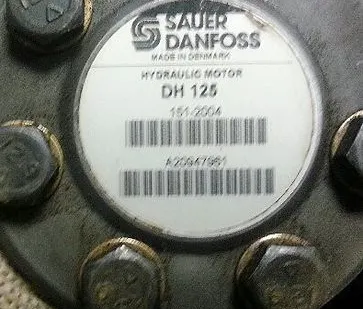 SAUER
DANFOSS
MADE IN DENMARK
HYDRAULIC MOTOR
DH 125
151-2004
A20947961